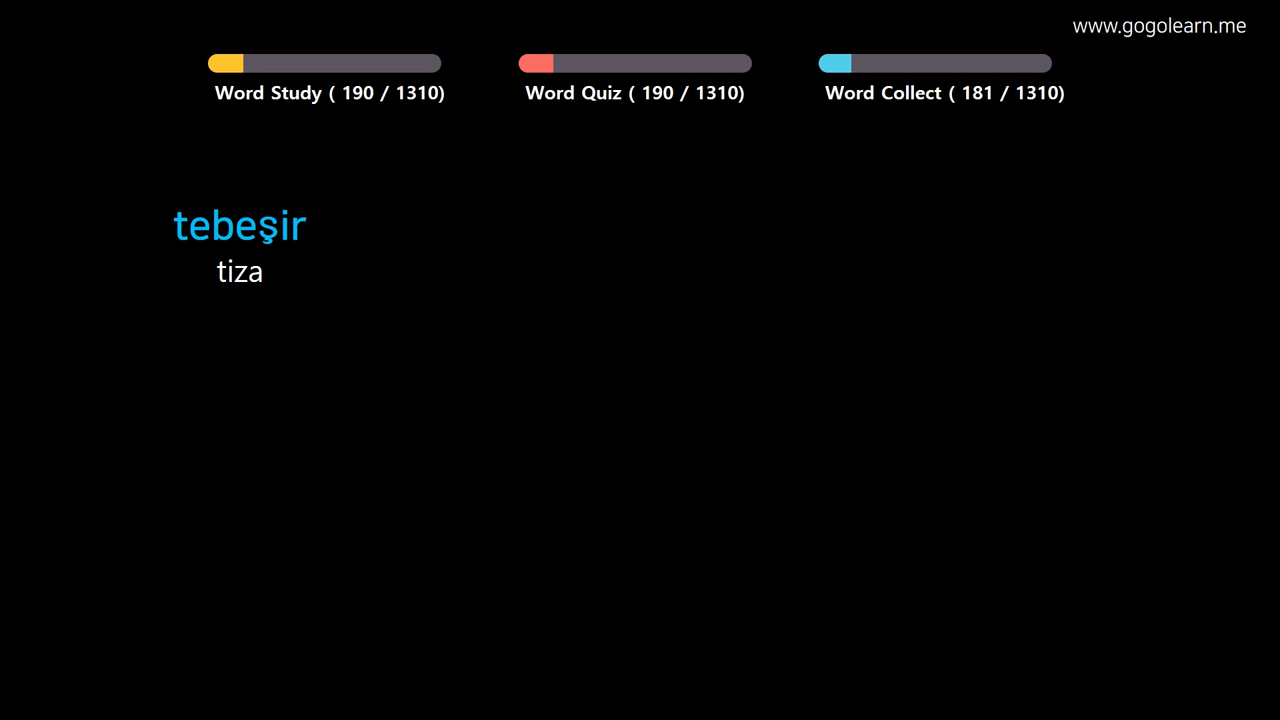 www.gogolearn.me
Word Study ( 190 / 1310)
Word Quiz ( 190 / 1310)
Word Collect ( 181 / 1310)
tebeşir
tiza